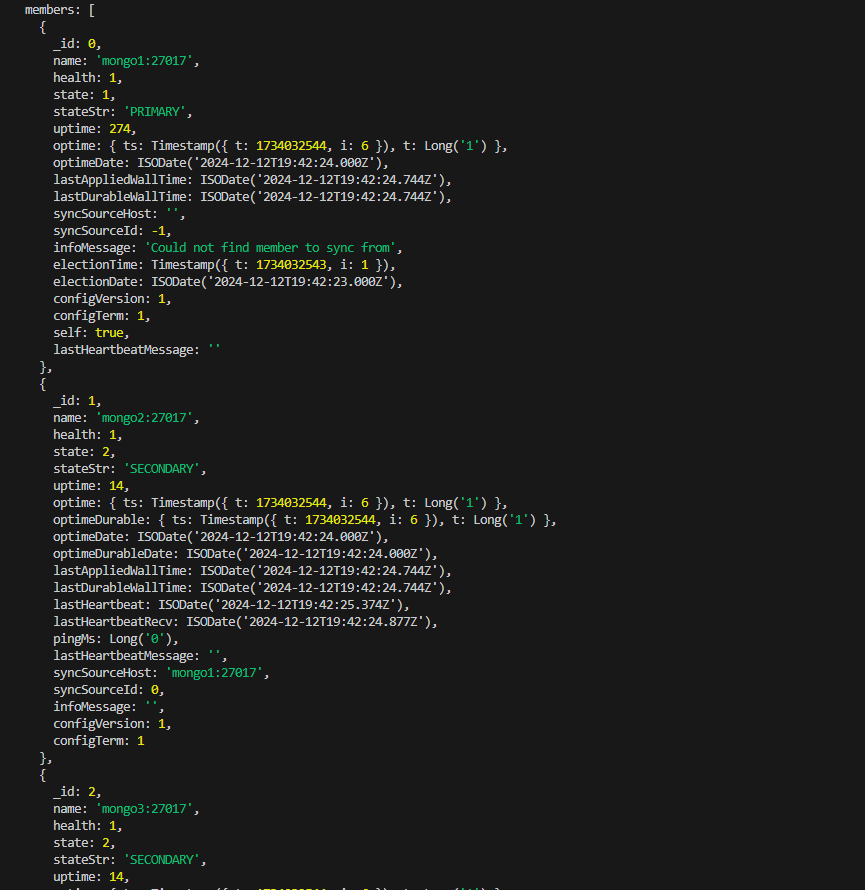 members: [
{
_id: 0,
name: 'mongo1:27017',
health: 1,
state: 1,
stateStr: 'PRIMARY',
uptime: 274,
optime: { ts: Timestamp({ t: 1734032544, i: 6 }), t: Long('1') },
optimeDate: ISODate('2024-12-12T19:42:24.000Z'),
lastAppliedWallTime: ISODate('2024-12-12T19:42:24.744Z'),
lastDurableWallTime: ISODate('2024-12-12T19:42:24.744Z'),
syncSourceHost: '',
syncSourceId: -1,
infoMessage: 'Could not find member to sync from',
electionTime: Timestamp({ t: 1734032543, i: 1 }),
electionDate: ISODate('2024-12-12T19:42:23.000Z'),
configVersion: 1,
configTerm: 1,
self: true,
lastHeartbeatMessage: ''
},
{
_id: 1,
name: 'mongo2:27017',
health: 1,
state: 2,
stateStr: 'SECONDARY',
uptime: 14,
optime: { ts: Timestamp({ t: 1734032544, i: 6 }), t: Long('1') },
optimeDurable: { ts: Timestamp({ t: 1734032544, i: 6 }), t: Long('1') },
optimeDate: ISODate('2024-12-12T19:42:24.000Z'),
optimeDurableDate: ISODate('2024-12-12T19:42:24.000Z'),
lastAppliedWallTime: ISODate('2024-12-12T19:42:24.744Z'),
lastDurableWallTime: ISODate('2024-12-12T19:42:24.744Z'),
lastHeartbeat: ISODate('2024-12-12T19:42:25.374Z'),
lastHeartbeatRecv: ISODate('2024-12-12T19:42:24.877Z'),
pingMs: Long('0'),
lastHeartbeatMessage: '',
syncSourceHost: 'mongo1:27017',
syncSourceId: 0,
infoMessage: '',
configVersion: 1,
configTerm: 1
},
{
_id: 2,
name: 'mongo3:27017',
health: 1,
state: 2,
stateStr: 'SECONDARY',
uptime: 14,